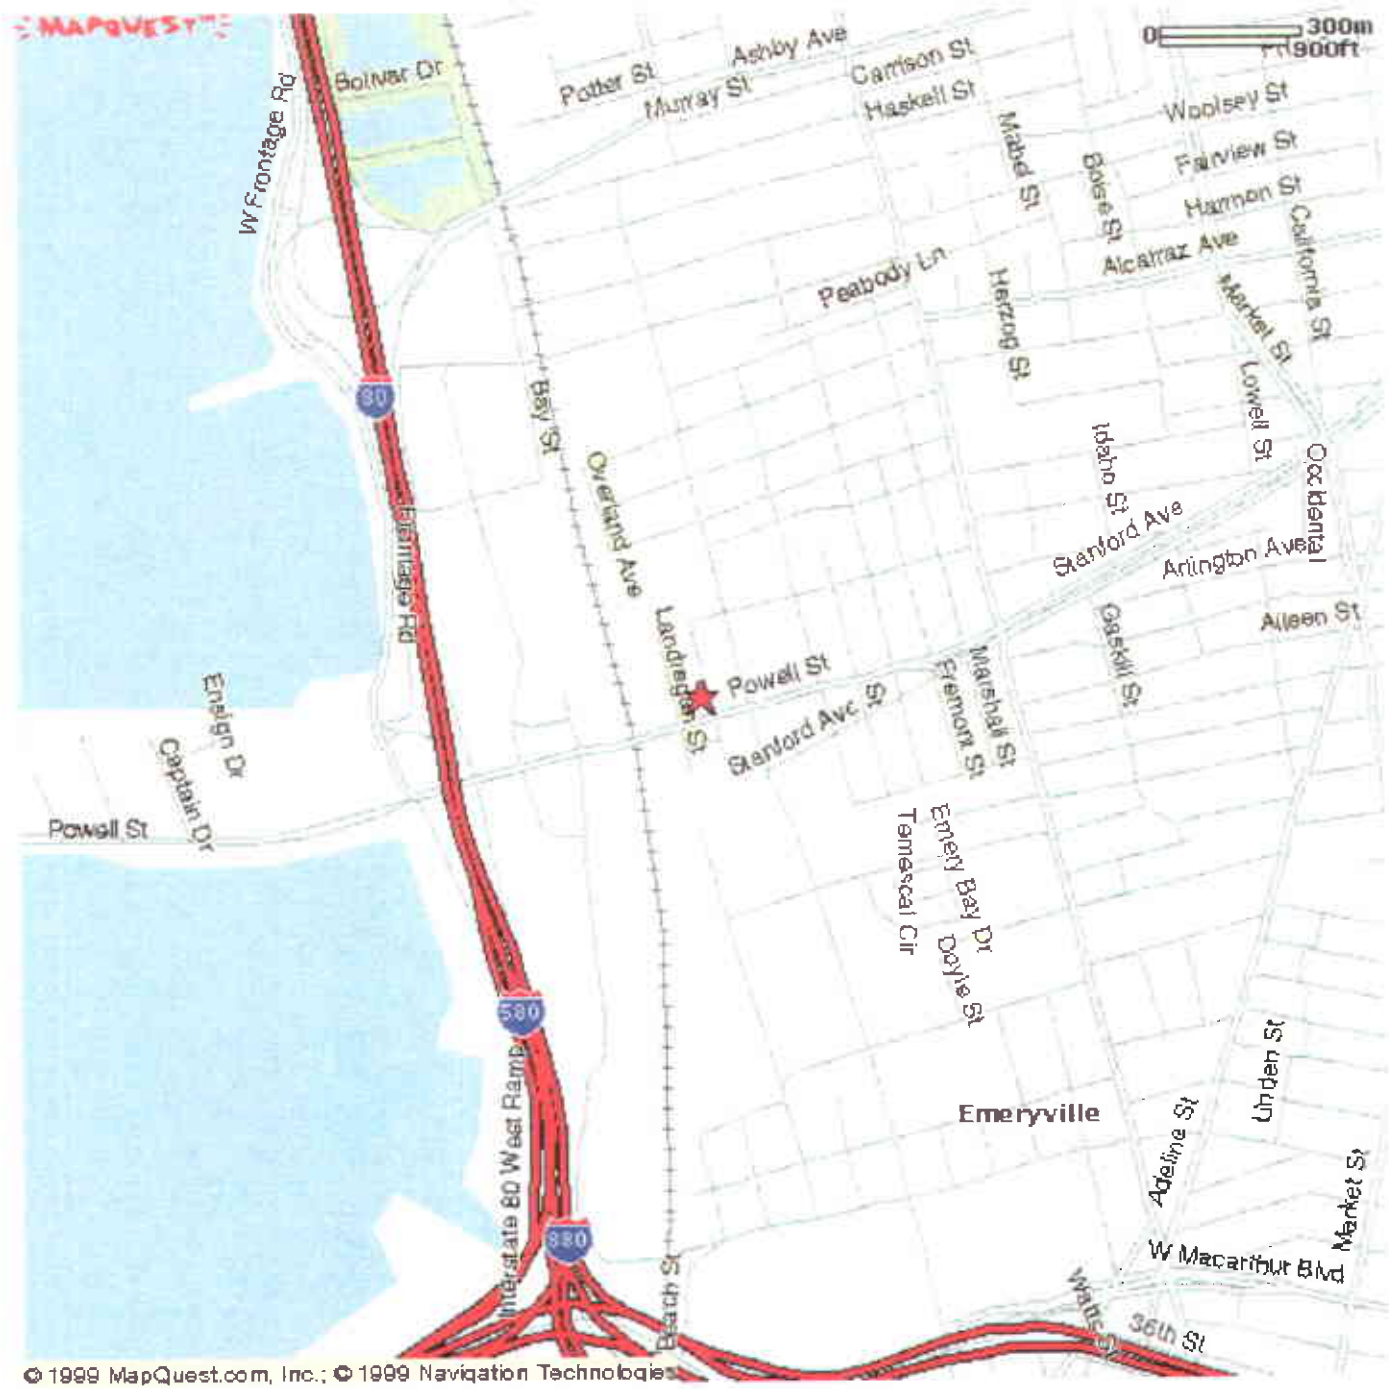 MAPQUEST™
0 300m
900ft
Ashby Ave
Bolivar Dr
Potter St
Carrison St
Murray St
Haskell St
Woolsey St
W Frontage Rd
Mabel St
Boise St
Fairview St
Harmon St
California St
Alcatraz Ave
Peabody Ln
Herzog St
Market St
80
Bay St
Lowell St
Overland Ave
Idaho St
Occidental
Stanford Ave
Frontage Rd
Arlington Ave
Landregan St
Gaskill St
Aileen St
Powell St
Marshall St
Fremont St
Ensign Dr
Captain Dr
Stanford Ave
St
Powell St
Temescal Cir
Emery Bay Dr
Doyle St
580
Interstate 80 West Ramp
Linden St
Emeryville
Adeline St
Market St
880
Beach St
W Macarthur Blvd
Watts St
36th St
© 1999 MapQuest.com, Inc.; © 1999 Navigation Technologies